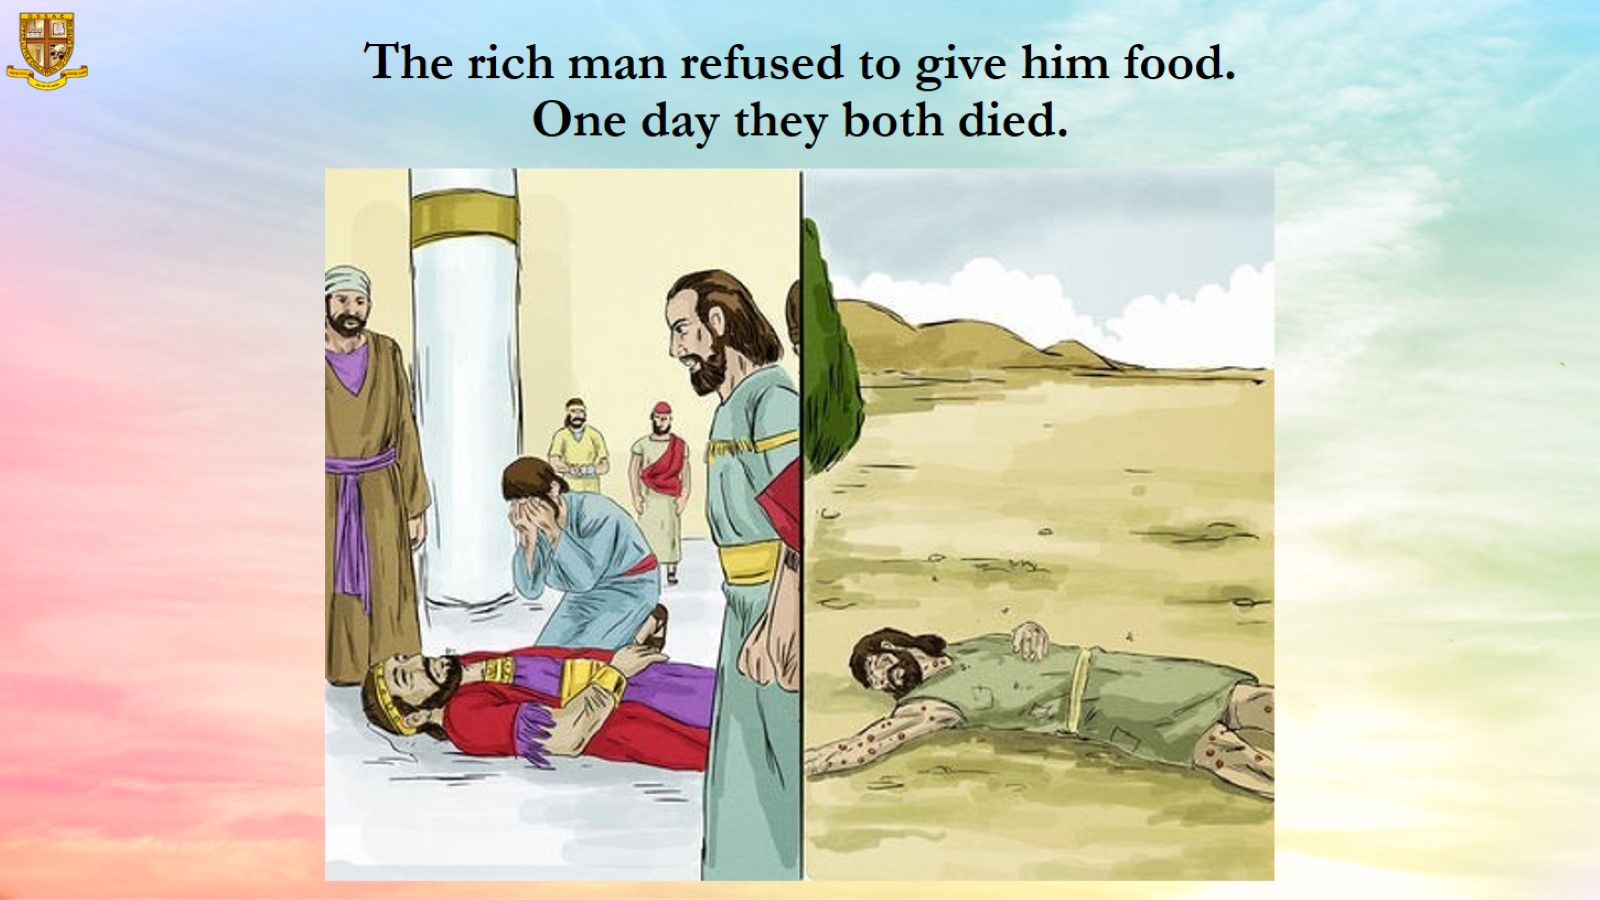 The rich man refused to give him food.
One day they both died.